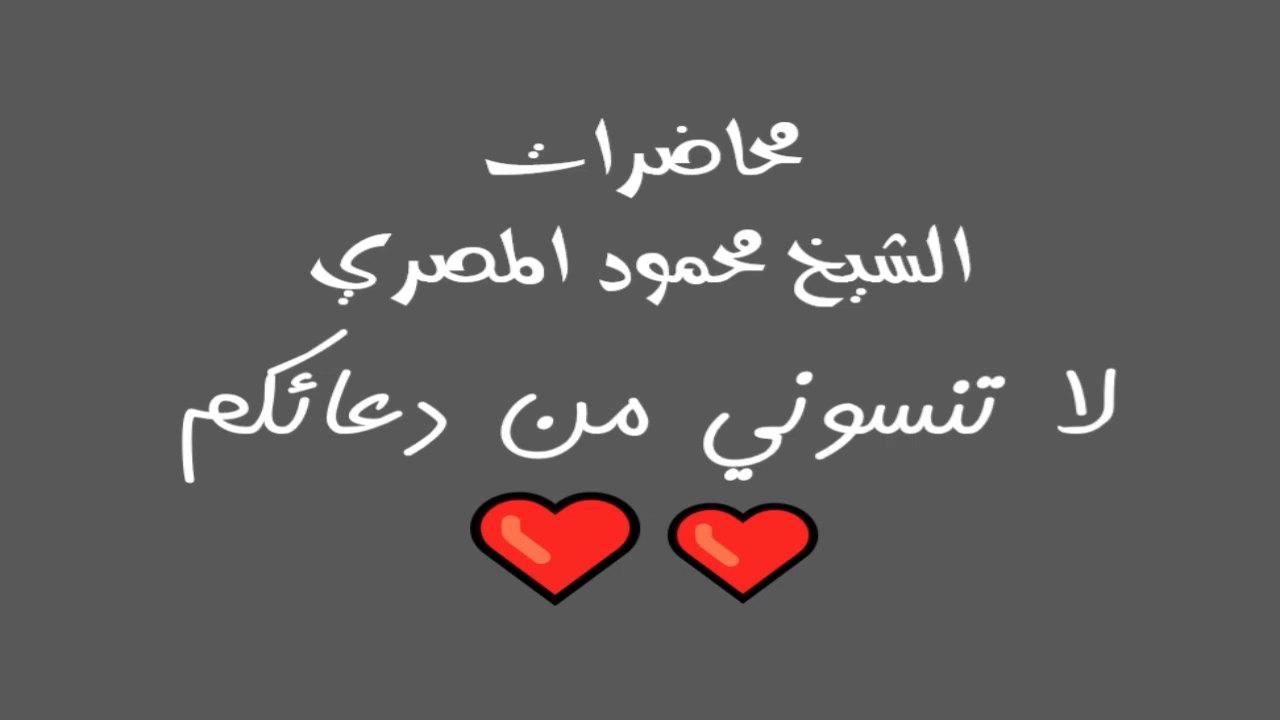 محاضرات
الشيخ محمود المصري
لا تنسوني من دعائكم